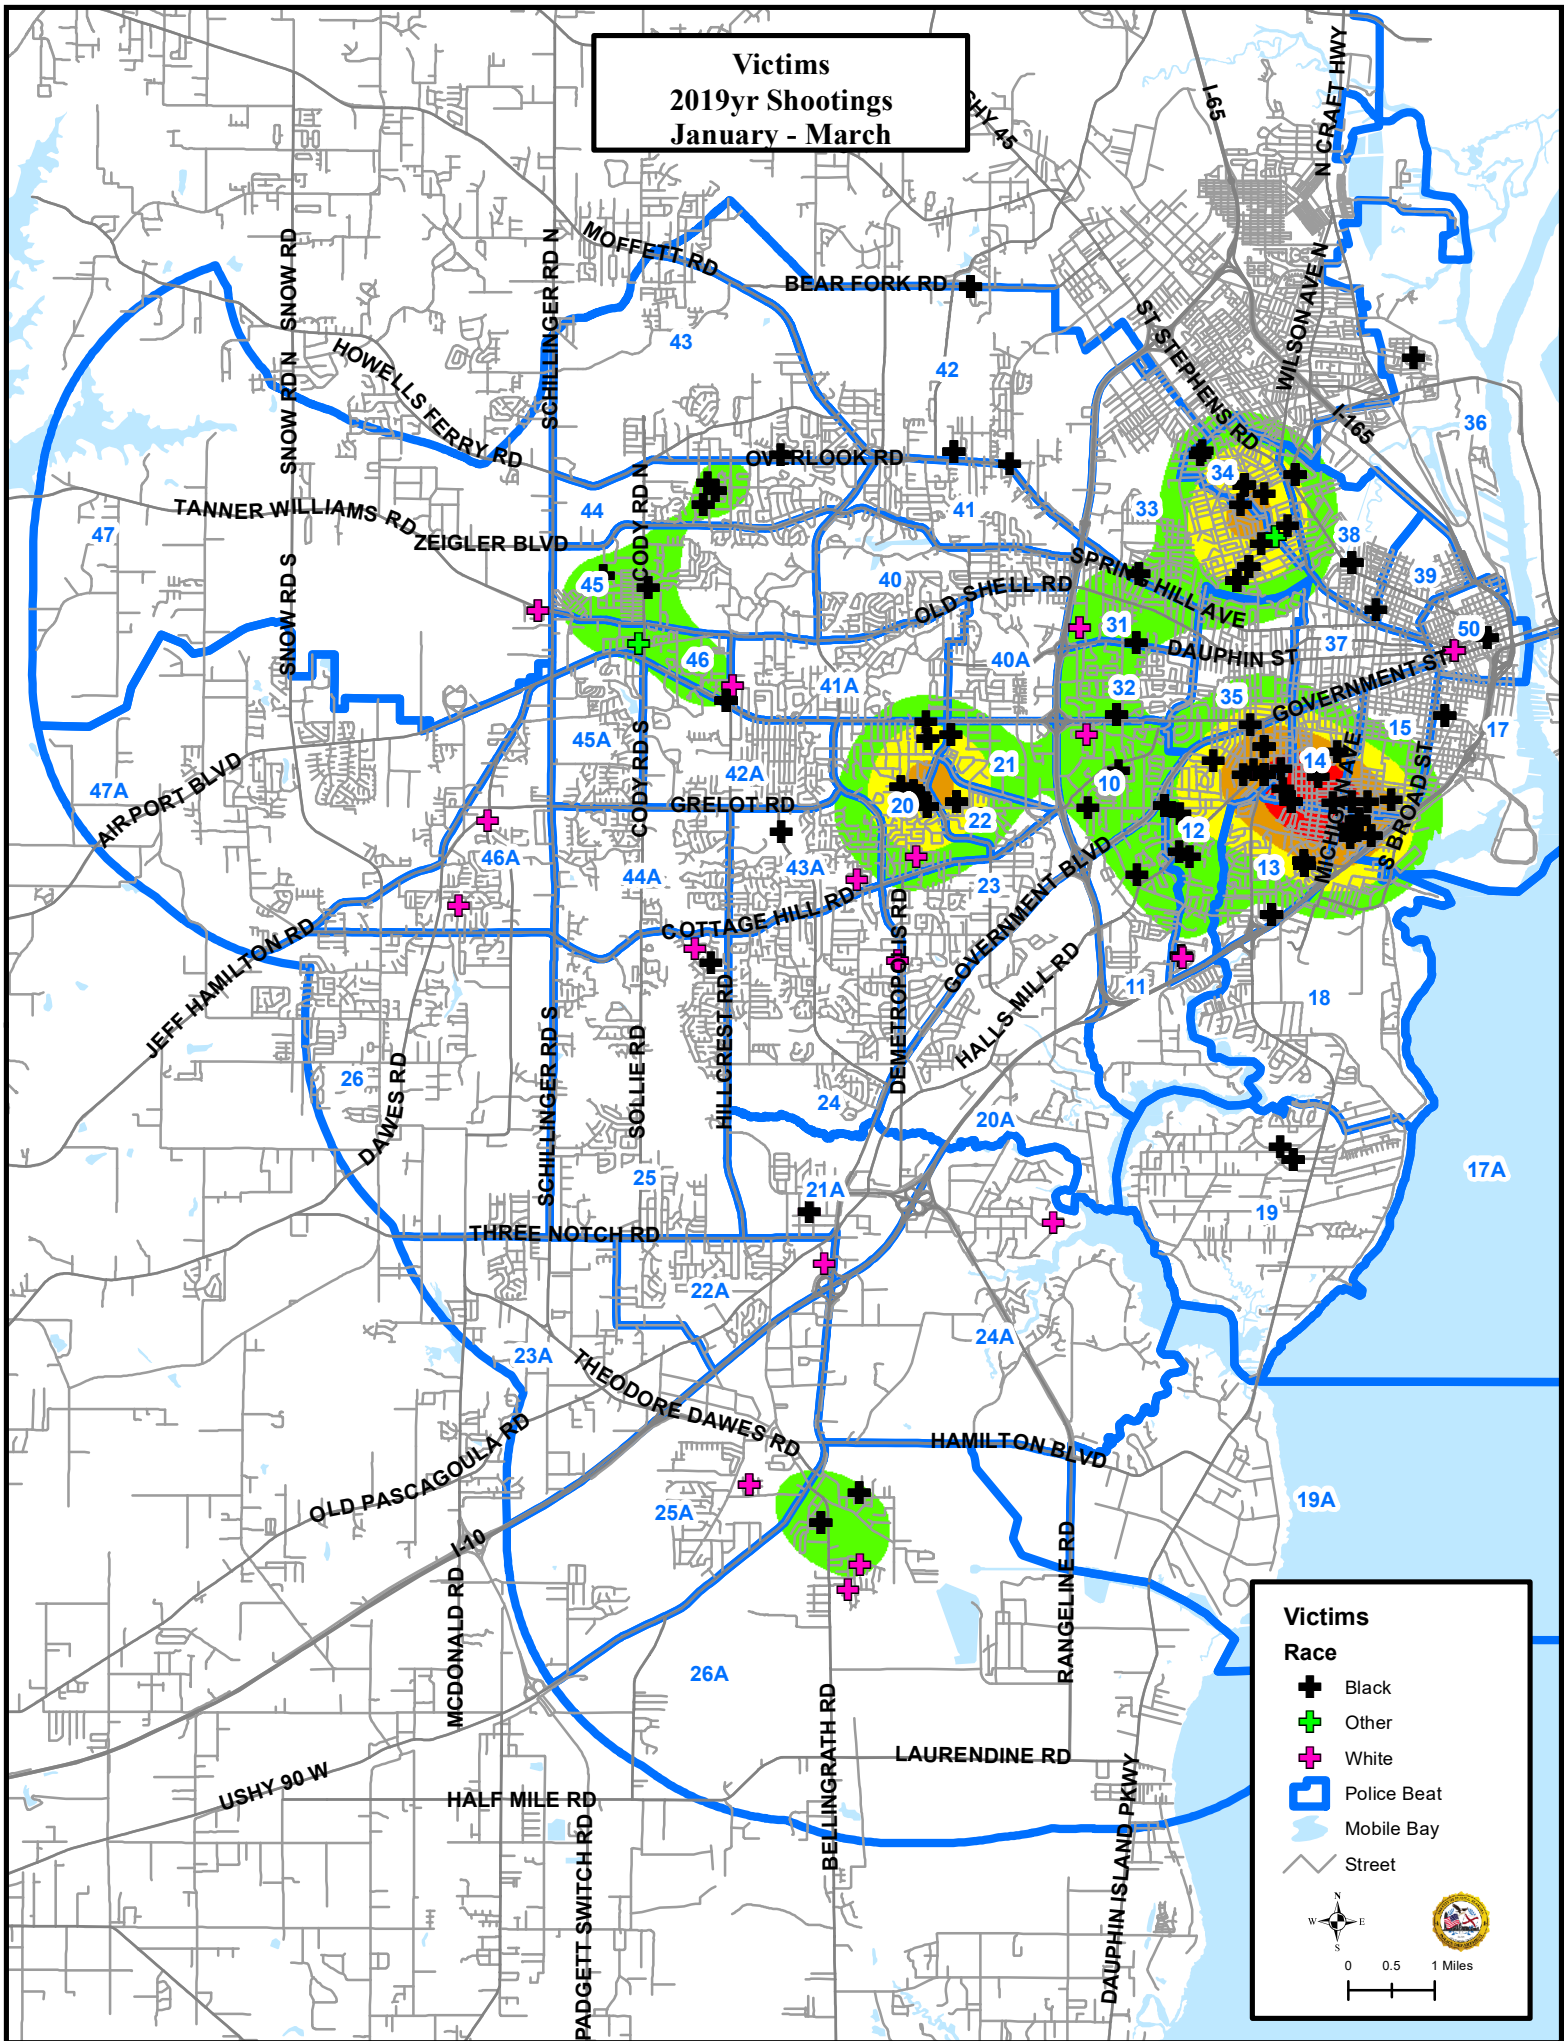 Victims
2019yr Shootings
January - March
HY 45
I-65
N CRAFT HWY
SNOW RD
SNOW RD N
SCHILLINGER RD N
MOFFETT RD
BEAR FORK RD
ST STEPHENS RD
WILSON AVE N
43
42
HOWELLS FERRY RD
SNOW RD N
I-165
36
OVERLOOK RD
CODY RD N
34
TANNER WILLIAMS RD
44
41
33
47
ZEIGLER BLVD
38
SNOW RD S
45
40
SPRING HILL AVE
39
OLD SHELL RD
31
50
46
40A
DAUPHIN ST
37
41A
32
35
GOVERNMENT ST
45A
15
17
CODY RD S
42A
21
14
47A
AIRPORT BLVD
GRELOT RD
20
10
22
12
MICHIGAN AVE
S BROAD ST
46A
44A
43A
23
13
COTTAGE HILL RD
GOVERNMENT BLVD
JEFF HAMILTON RD
DEMETROPOLIS RD
HALLS MILL RD
11
18
26
DAWES RD
SCHILLINGER RD S
SOLLIE RD
HILLCREST RD
24
20A
25
21A
17A
19
THREE NOTCH RD
22A
24A
23A
THEODORE DAWES RD
OLD PASCAGOULA RD
HAMILTON BLVD
25A
19A
I-10
MCDONALD RD
RANGELINE RD
26A
BELLINGRATH RD
LAURENDINE RD
USHY 90 W
HALF MILE RD
PADGETT SWITCH RD
DAUPHIN ISLAND PKWY
Victims
Race
Black
Other
White
Police Beat
Mobile Bay
Street
N
W E
S
0 0.5 1 Miles